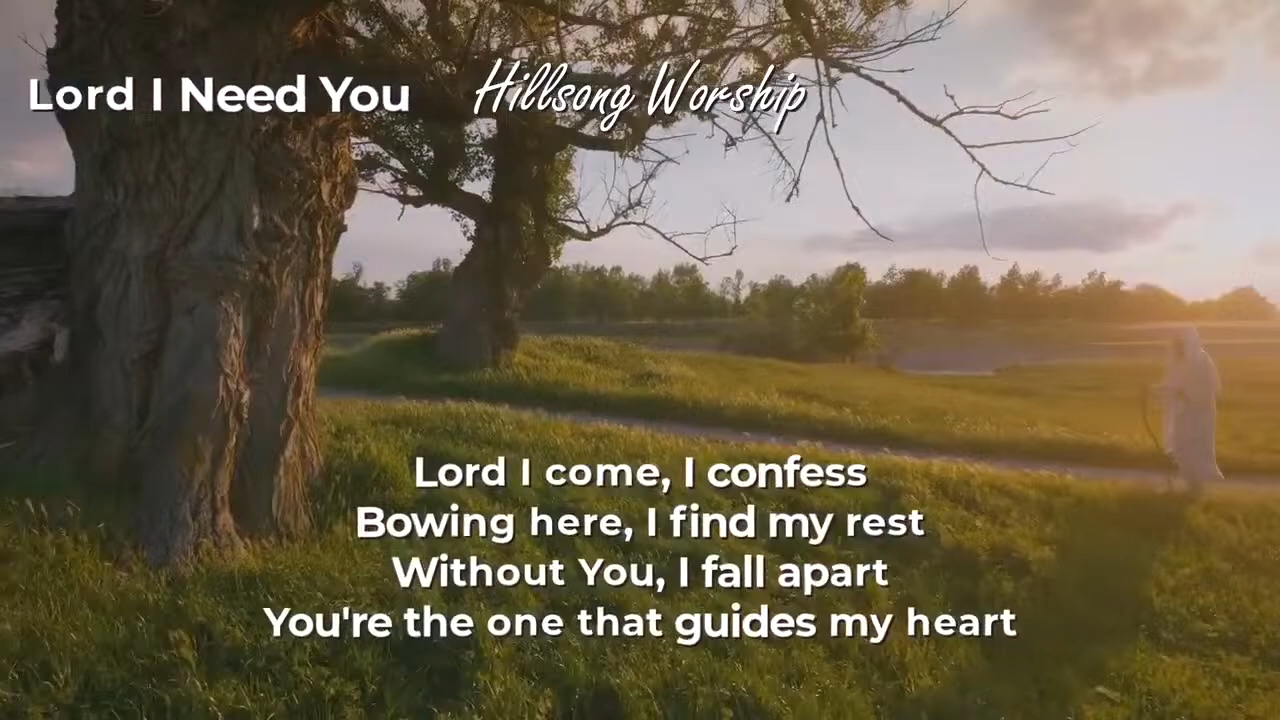 Lord I Need You
Hillsong Worship
Lord I come, I confess
Bowing here, I find my rest
Without You, I fall apart
You're the one that guides my heart